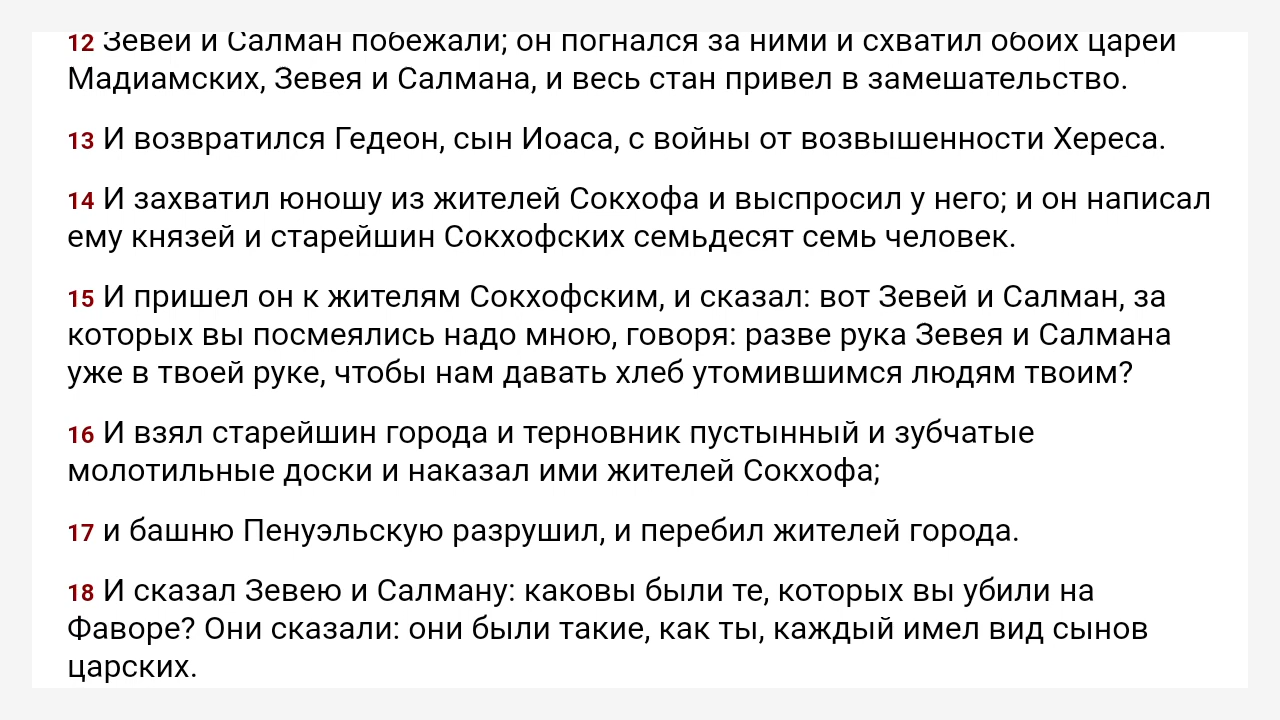 12 Зевей и Салман побежали; он погнался за ними и схватил обоих царей
Мадиамских, Зевея и Салмана, и весь стан привел в замешательство.
13 И возвратился Гедеон, сын Иоаса, с войны от возвышенности Хереса.
14 И захватил юношу из жителей Сокхофа и выспросил у него; и он написал
ему князей и старейшин Сокхофских семьдесят семь человек.
15 И пришел он к жителям Сокхофским, и сказал: вот Зевей и Салман, за
которых вы посмеялись надо мною, говоря: разве рука Зевея и Салмана
уже в твоей руке, чтобы нам давать хлеб утомившимся людям твоим?
16 И взял старейшин города и терновник пустынный и зубчатые
молотильные доски и наказал ими жителей Сокхофа;
17 и башню Пенуэльскую разрушил, и перебил жителей города.
18 И сказал Зевею и Салману: каковы были те, которых вы убили на
Фаворе? Они сказали: они были такие, как ты, каждый имел вид сынов
царских.